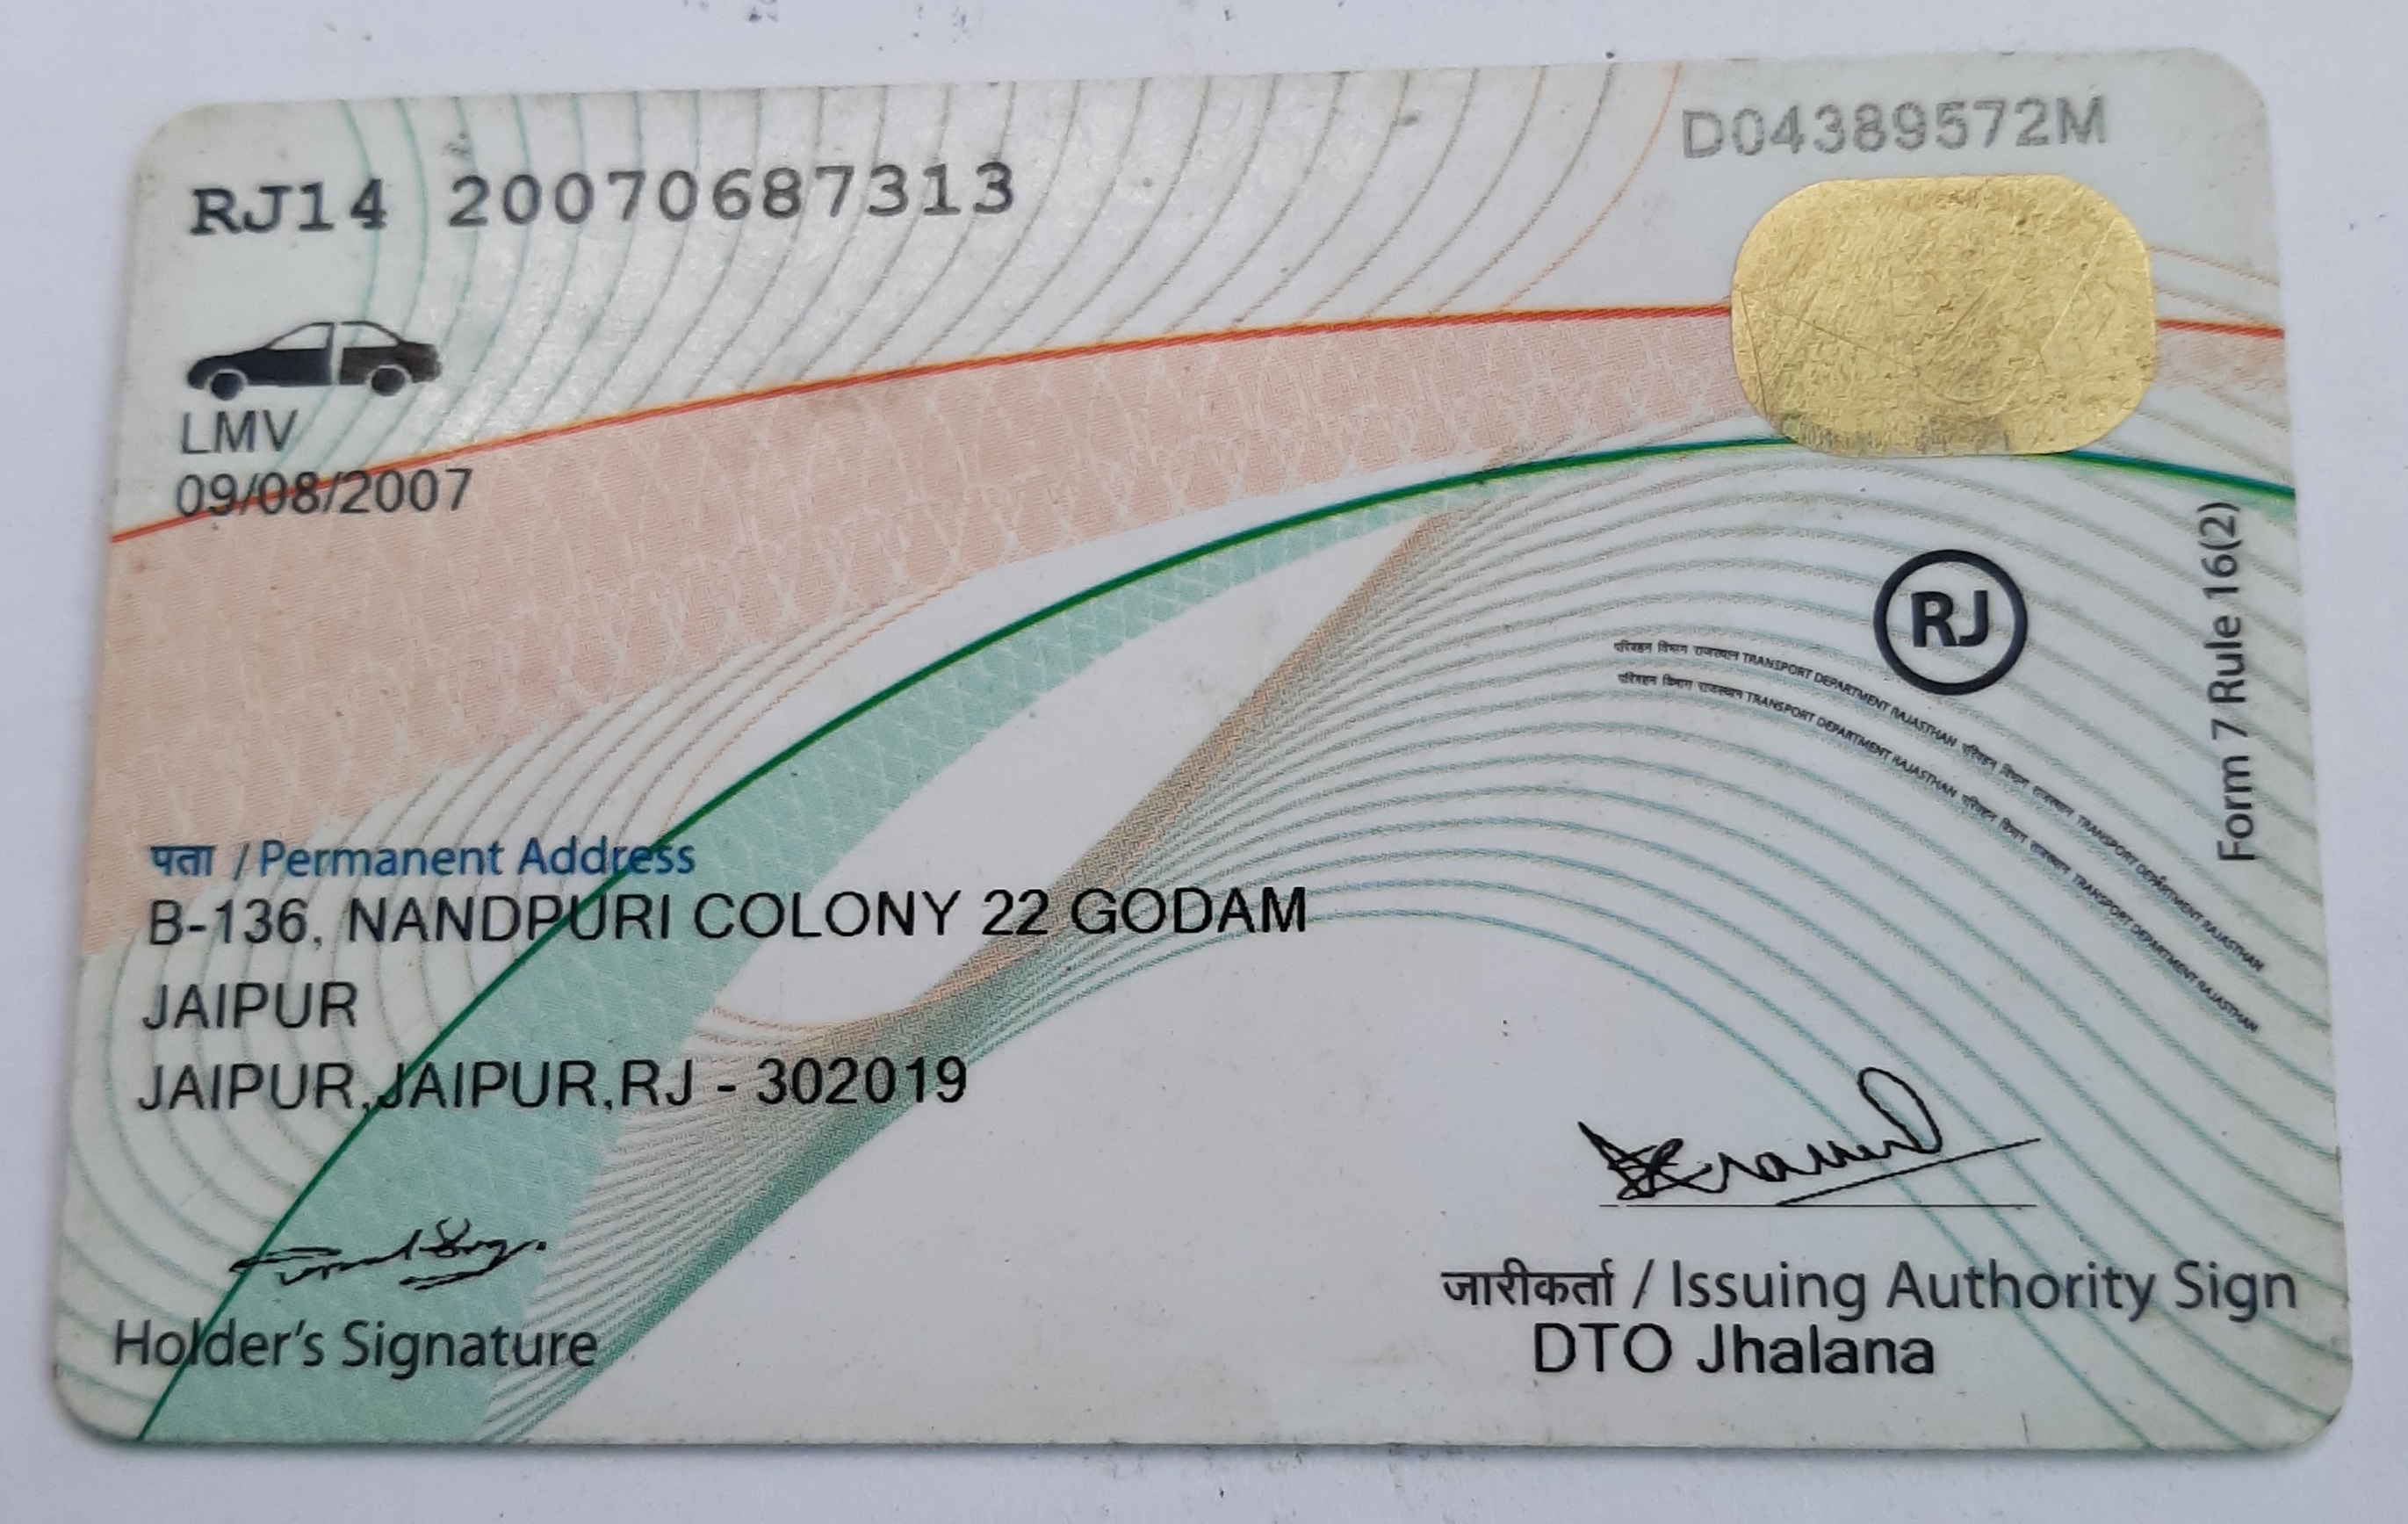 D04389572M
RJ14 20070687313
LMV
09/08/2007
RJ
Form 7 Rule 16(2)
परिवहन विभाग राजस्थान TRANSPORT DEPARTMENT RAJASTHAN परिवहन विभाग राजस्थान TRANSPORT DEPARTMENT RAJASTHAN
परिवहन विभाग राजस्थान TRANSPORT DEPARTMENT RAJASTHAN परिवहन विभाग राजस्थान TRANSPORT DEPARTMENT RAJASTHAN
पता / Permanent Address
B-136, NANDPURI COLONY 22 GODAM
JAIPUR
JAIPUR,JAIPUR,RJ - 302019
Holder's Signature
जारीकर्ता / Issuing Authority Sign
DTO Jhalana